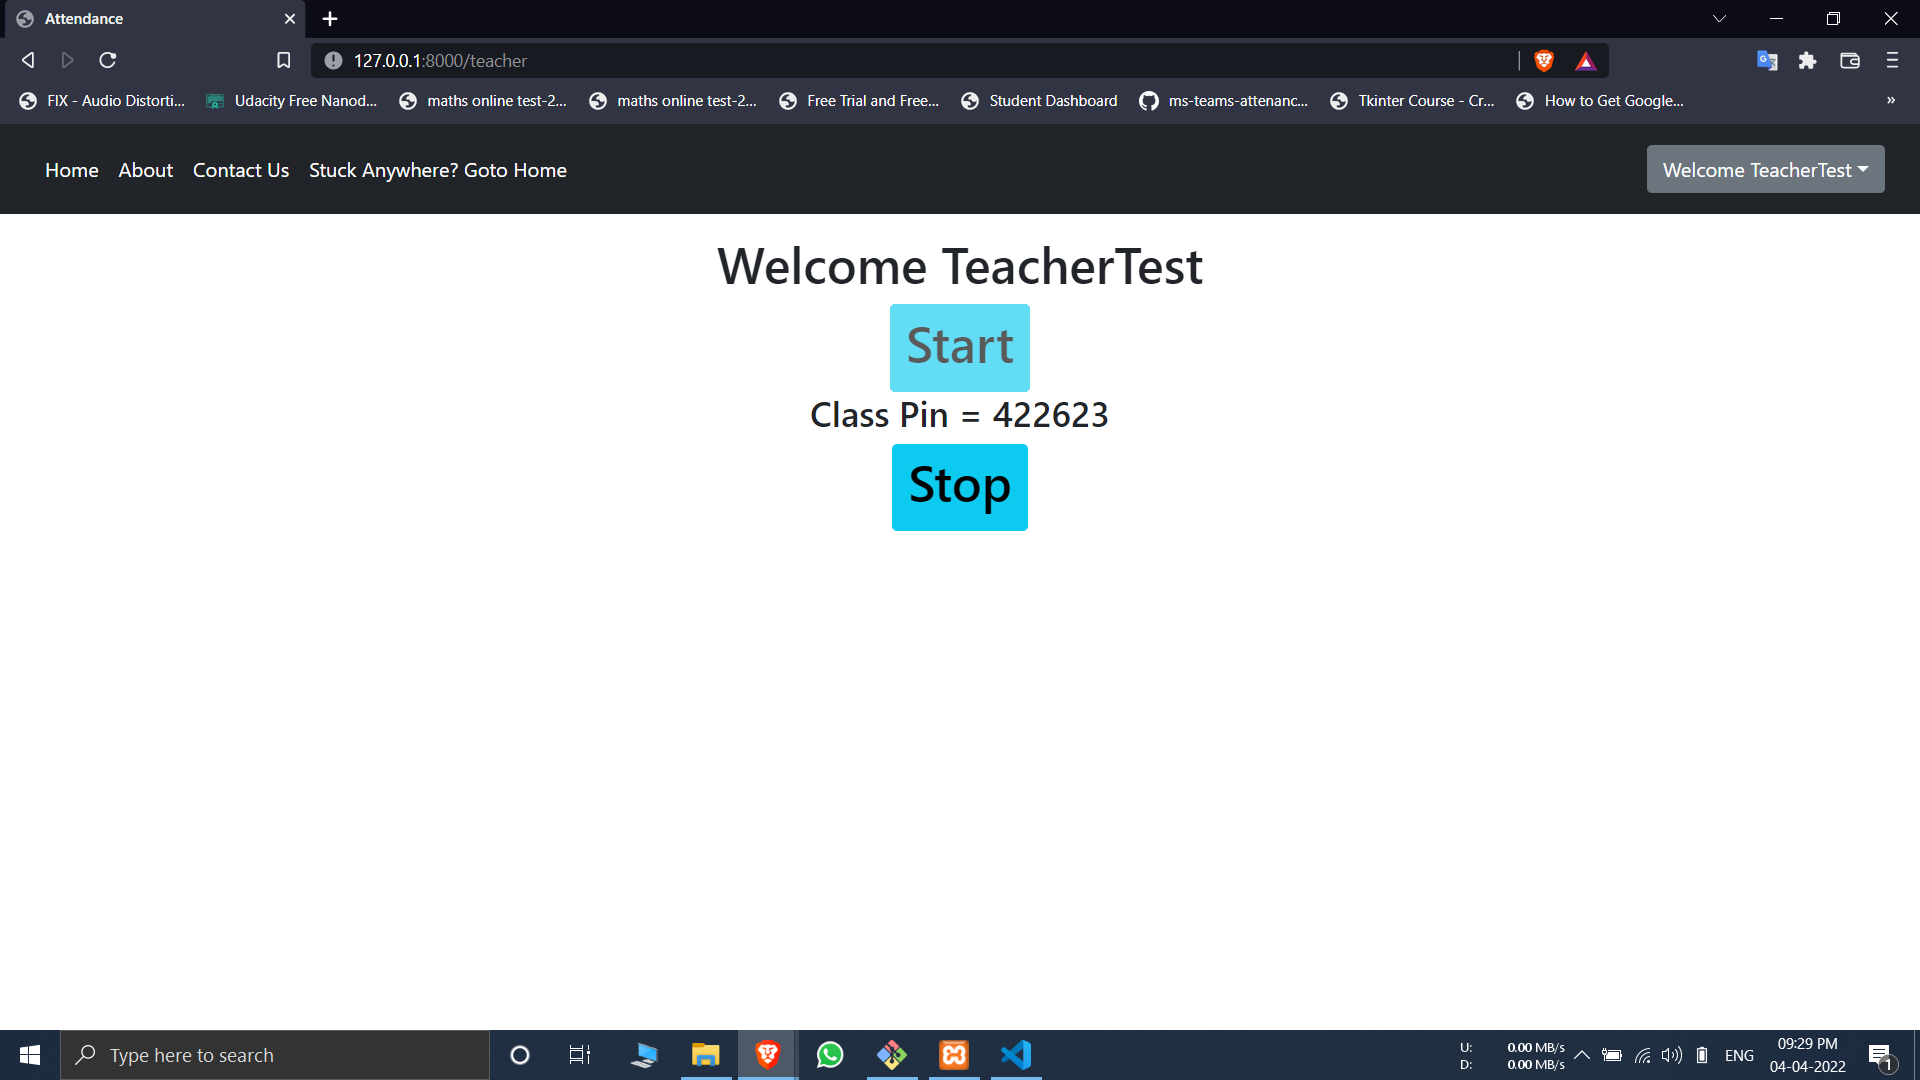 Attendance
127.0.0.1:8000/teacher
FIX - Audio Distorti... Udacity Free Nanod... maths online test-2... maths online test-2... Free Trial and Free... Student Dashboard ms-teams-attenanc... Tkinter Course - Cr... How to Get Google... »
Home About Contact Us Stuck Anywhere? Goto Home Welcome TeacherTest
Welcome TeacherTest
Start
Class Pin = 422623
Stop
Type here to search
U: 0.00 MB/s
D: 0.00 MB/s
ENG
09:29 PM
04-04-2022
1